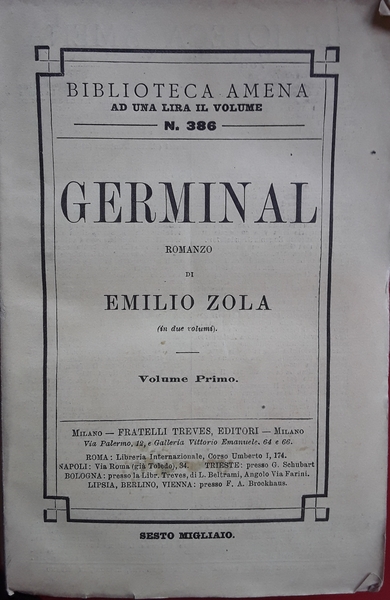 BIBLIOTECA AMENA
AD UNA LIRA IL VOLUME
N. 386
GERMINAL
ROMANZO
DI
EMILIO ZOLA
(in due volumi).
Volume Primo.
MILANO — FRATELLI TREVES, EDITORI — MILANO
Via Palermo, 12, e Galleria Vittorio Emanuele. 64 e 66.
ROMA: Libreria Internazionale, Corso Umberto I, 174.
NAPOLI: Via Roma (già Toledo), 34. TRIESTE: presso G. Schubart
BOLOGNA: presso la Libr. Treves, di L. Beltrami, Angolo Via Farini.
LIPSIA, BERLINO, VIENNA: presso F. A. Brockhaus.
SESTO MIGLIAIO.